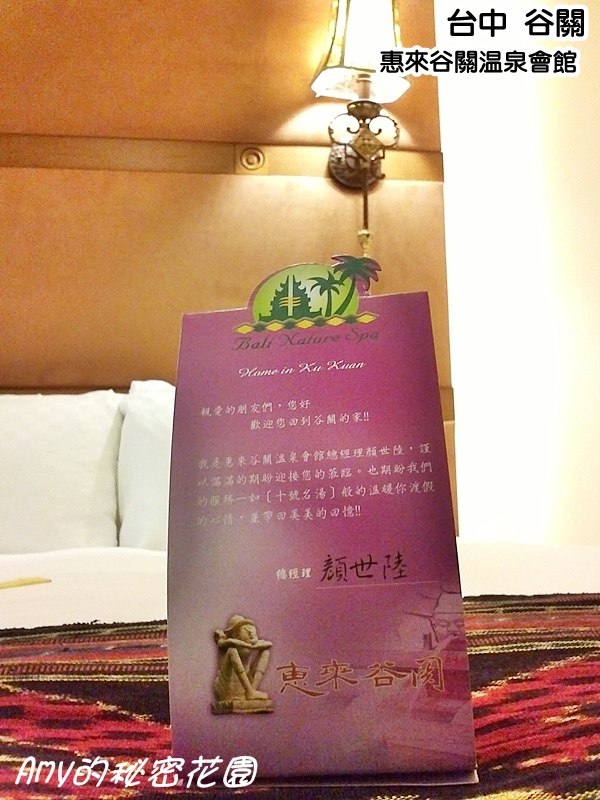 台中 谷關
惠來谷關溫泉會館
Bali Nature Spa
Home in Ku Kuan
親愛的朋友們，您好
歡迎您回到谷關的家!!
我是惠來谷關溫泉會館總經理顏世陸，謹
以滿滿的期盼迎接您的蒞臨。也期盼我們
的服務一如〔十號名湯〕般的溫暖你渡假
的心情，並帶回美美的回憶!!
總經理 顏世陸
惠來谷関
Amy的秘密花園